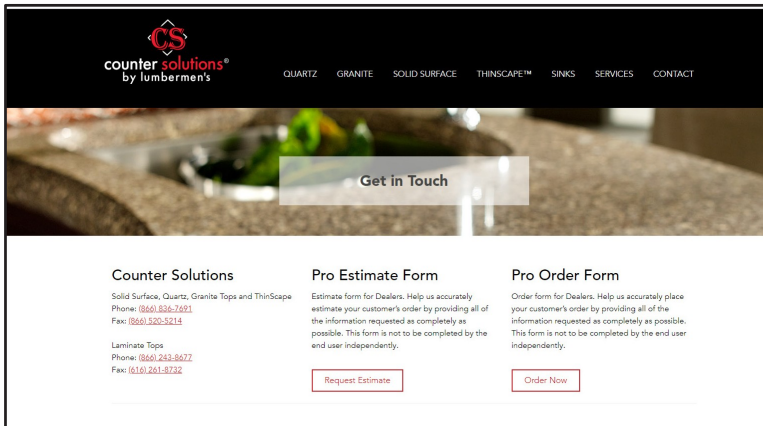 CS
counter solutions®
by lumbermen's
QUARTZ GRANITE SOLID SURFACE THINSCAPE™ SINKS SERVICES CONTACT
Get in Touch
Counter Solutions
Solid Surface, Quartz, Granite Tops and ThinScape
Phone: (866) 836-7691
Fax: (866) 520-5214
Laminate Tops
Phone: (866) 243-8677
Fax: (616) 261-8732
Pro Estimate Form
Estimate form for Dealers. Help us accurately
estimate your customer's order by providing all of
the information requested as completely as
possible. This form is not to be completed by the
end user independently.
Request Estimate
Pro Order Form
Order form for Dealers. Help us accurately place
your customer's order by providing all of the
information requested as completely as possible.
This form is not to be completed by the end user
independently.
Order Now